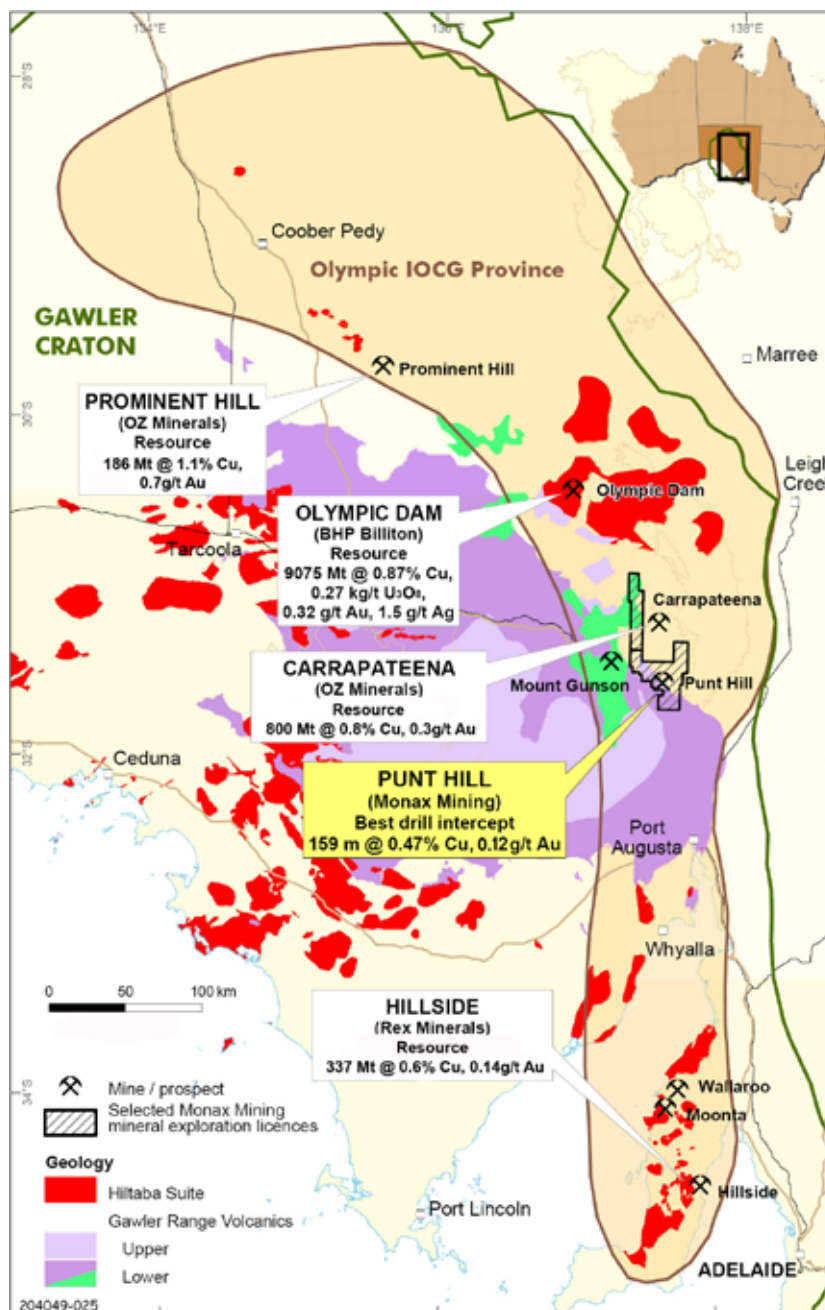 134°E
136°E
138°E
28°S
Coober Pedy
Olympic IOCG Province
GAWLER
CRATON
Marree
Prominent Hill
PROMINENT HILL
(OZ Minerals)
Resource
186 Mt @ 1.1% Cu,
0.7g/t Au
30°S
Leigh
Creek
Olympic Dam
OLYMPIC DAM
(BHP Billiton)
Resource
9075 Mt @ 0.87% Cu,
0.27 kg/t U3O8,
0.32 g/t Au, 1.5 g/t Ag
Tarcoola
Carrapateena
CARRAPATEENA
(OZ Minerals)
Resource
800 Mt @ 0.8% Cu, 0.3g/t Au
Mount Gunson
Punt Hill
32°S
Ceduna
PUNT HILL
(Monax Mining)
Best drill intercept
159 m @ 0.47% Cu, 0.12g/t Au
Port
Augusta
Whyalla
0 50 100 km
HILLSIDE
(Rex Minerals)
Resource
337 Mt @ 0.6% Cu, 0.14g/t Au
34°S
Wallaroo
Moonta
Hillside
Port Lincoln
ADELAIDE
Mine / prospect
Selected Monax Mining
mineral exploration licences
Geology
Hiltaba Suite
Gawler Range Volcanics
Upper
Lower
204049-025